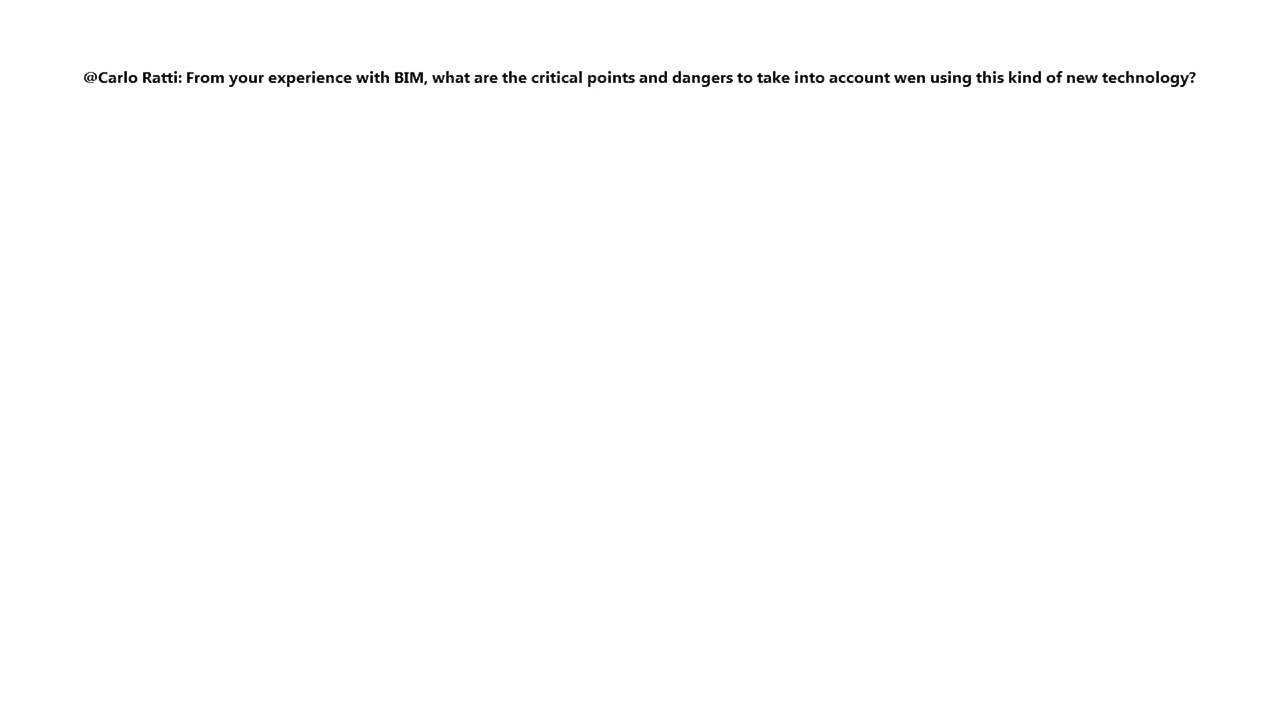 @Carlo Ratti: From your experience with BIM, what are the critical points and dangers to take into account wen using this kind of new technology?